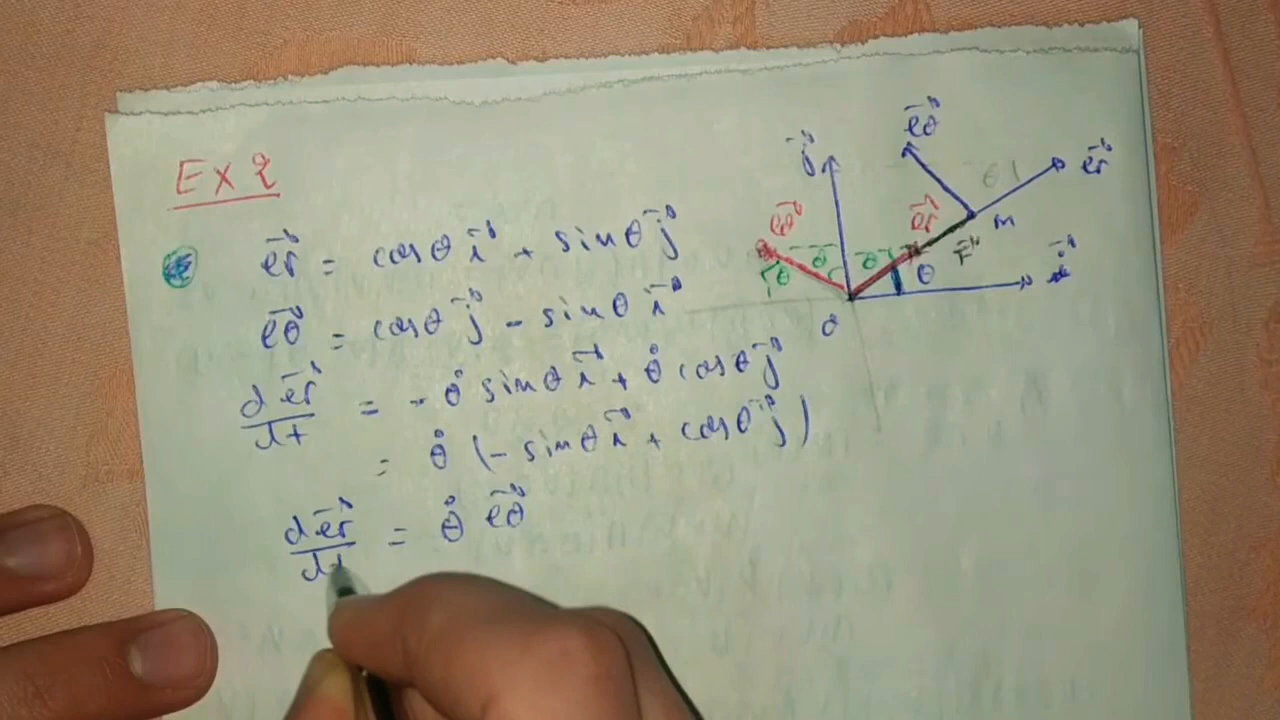 Ex 2
e⃗r = cosθ i⃗ + sinθ j⃗
e⃗θ = cosθ j⃗ - sinθ i⃗
de⃗r/dt = - θ̇ sinθ i⃗ + θ̇ cosθ j⃗
= θ̇ (- sinθ i⃗ + cosθ j⃗)
de⃗r/dt = θ̇ e⃗θ
j⃗
e⃗θ
e⃗r
e⃗θ
e⃗r
M
θ
θ
θ
θ
r⃗
i⃗
O